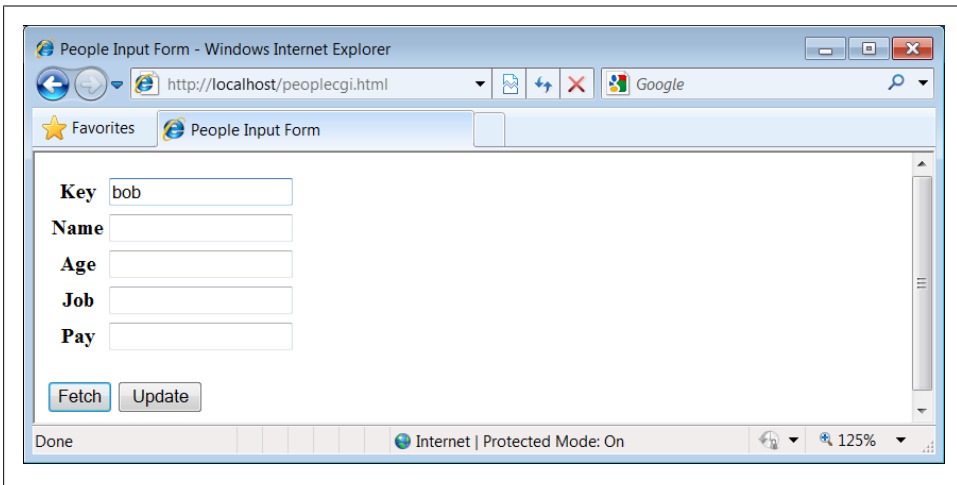 People Input Form - Windows Internet Explorer
http://localhost/peoplecgi.html Google
Favorites People Input Form
Key bob
Name
Age
Job
Pay
Fetch Update
Done Internet | Protected Mode: On 125%